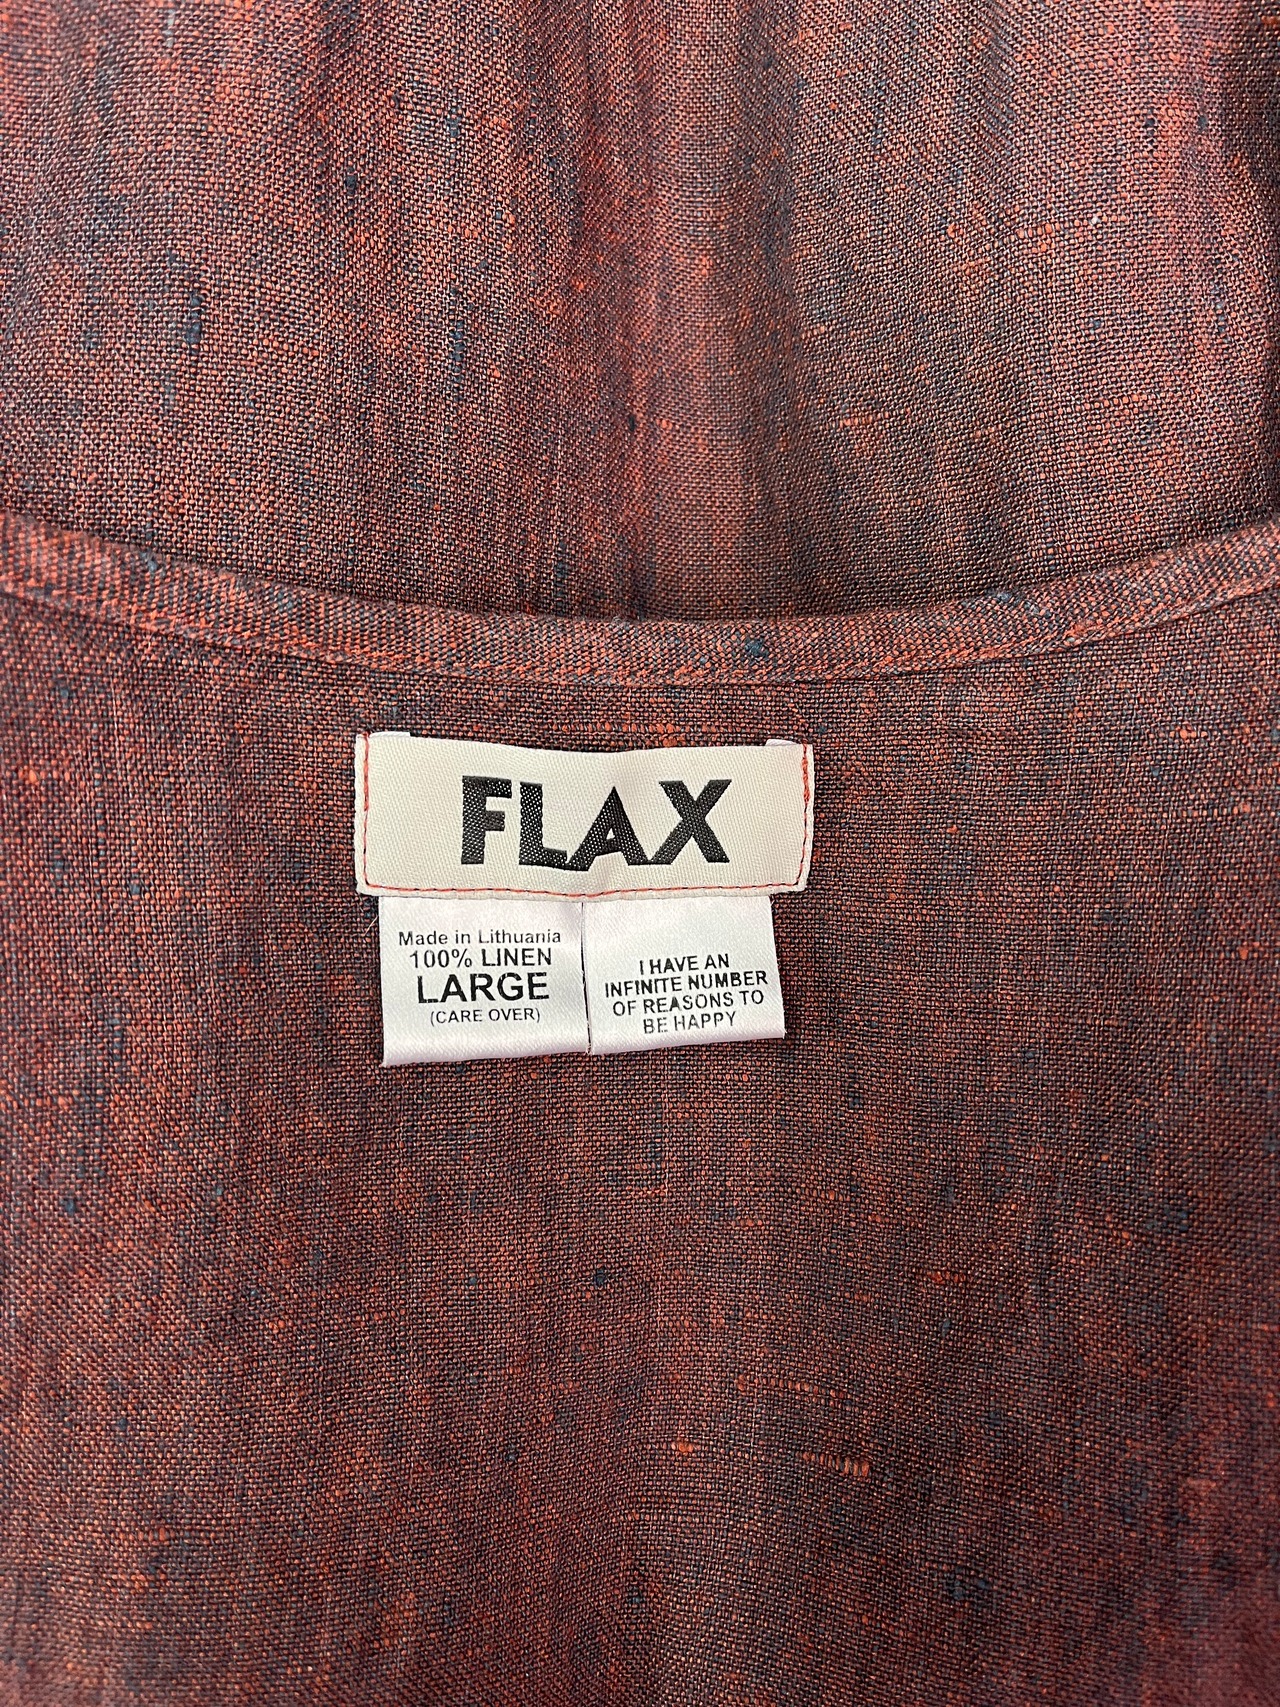 FLAX
Made in Lithuania
100% LINEN
LARGE
(CARE OVER)
I HAVE AN
INFINITE NUMBER
OF REASONS TO
BE HAPPY